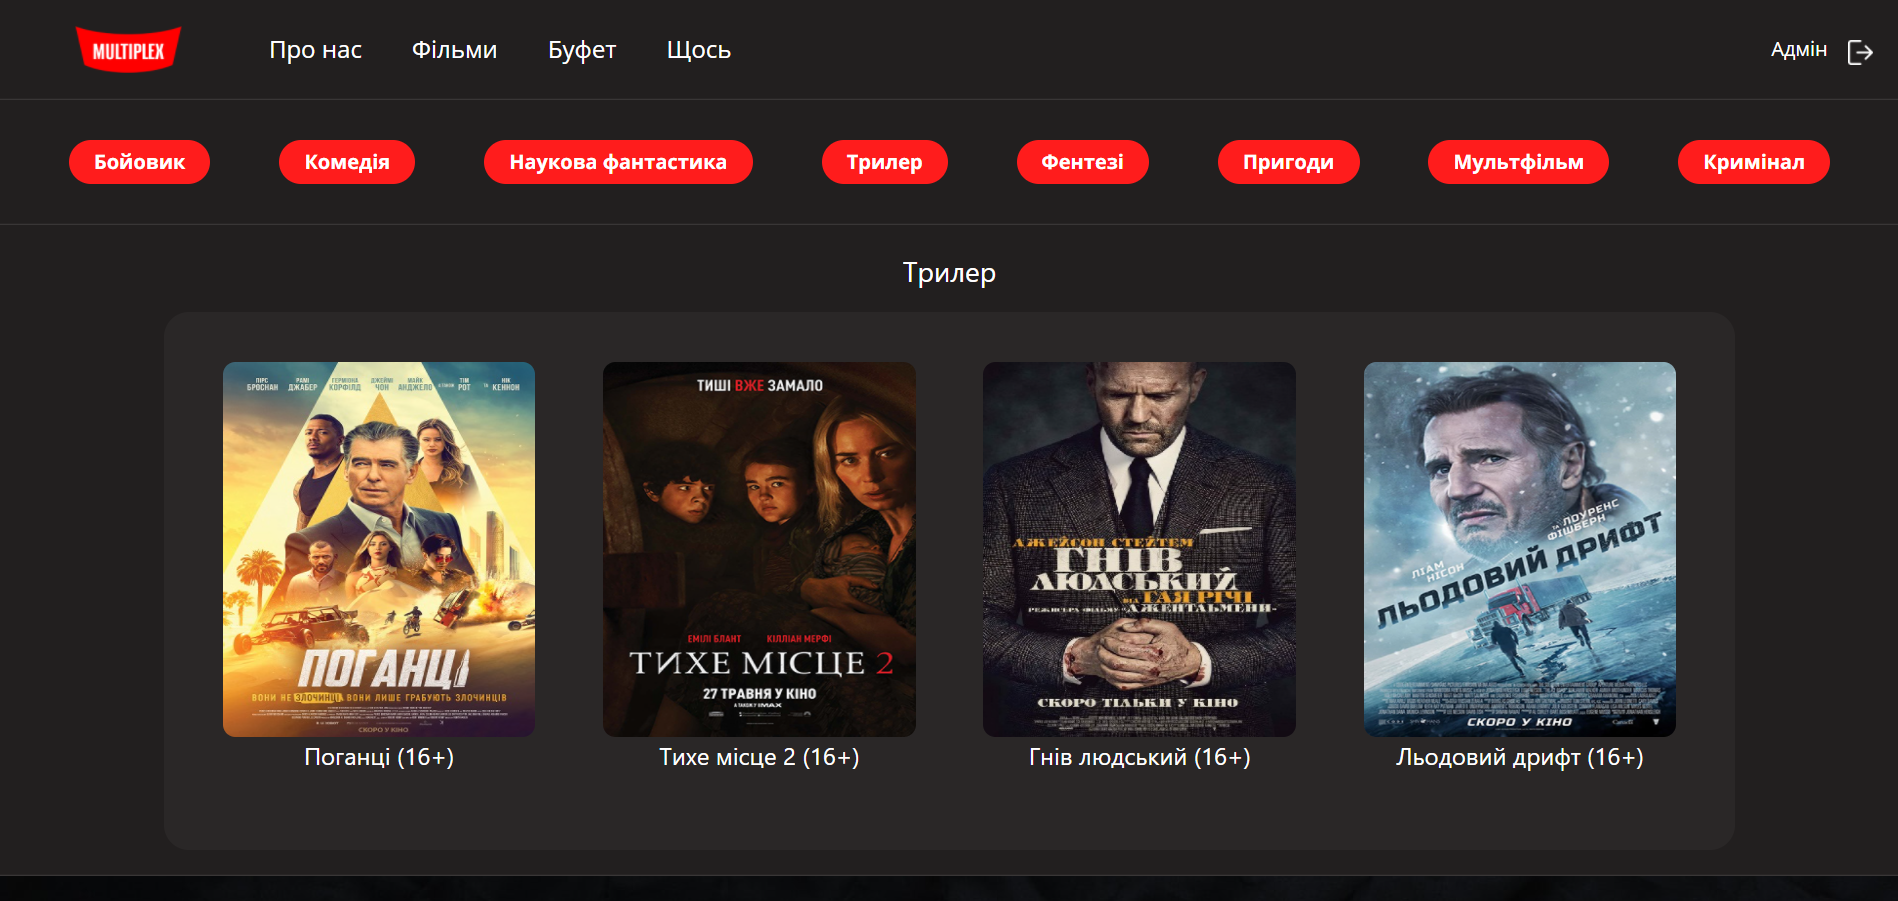 MULTIPLEX
Про нас
Фільми
Буфет
Щось
Адмін
Бойовик
Комедія
Наукова фантастика
Трилер
Фентезі
Пригоди
Мультфільм
Кримінал
Трилер
ПІРС БРОСНАН РАМІ ДЖАБЕР ГЕРМІОНА КОРФІЛД ДЖЕЙМІ ЧОН МАЙК АНДЖЕЛО ТІМ РОТ ТА НІК КЕННОН
ПОГАНЦІ
ВОНИ НЕ ЗЛОЧИНЦІ, ВОНИ ЛИШЕ ГРАБУЮТЬ ЗЛОЧИНЦІВ
СКОРО У КІНО
Поганці (16+)
ТИШІ ВЖЕ ЗАМАЛО
ЕМІЛІ БЛАНТ КІЛЛІАН МЕРФІ
ТИХЕ МІСЦЕ 2
27 ТРАВНЯ У КІНО
А ТАКОЖ У IMAX
Тихе місце 2 (16+)
ДЖЕЙСОН СТЕЙТЕМ
ГНІВ
ЛЮДСЬКИЙ
ВІД ГАЯ РІЧІ
РЕЖИСЕРА ФІЛЬМУ «ДЖЕНТЛЬМЕНИ»
СКОРО ТІЛЬКИ У КІНО
Гнів людський (16+)
ЛІАМ НІСОН
ТА ЛОУРЕНС ФІШБЕРН
ЛЬОДОВИЙ ДРИФТ
СКОРО У КІНО
Льодовий дрифт (16+)